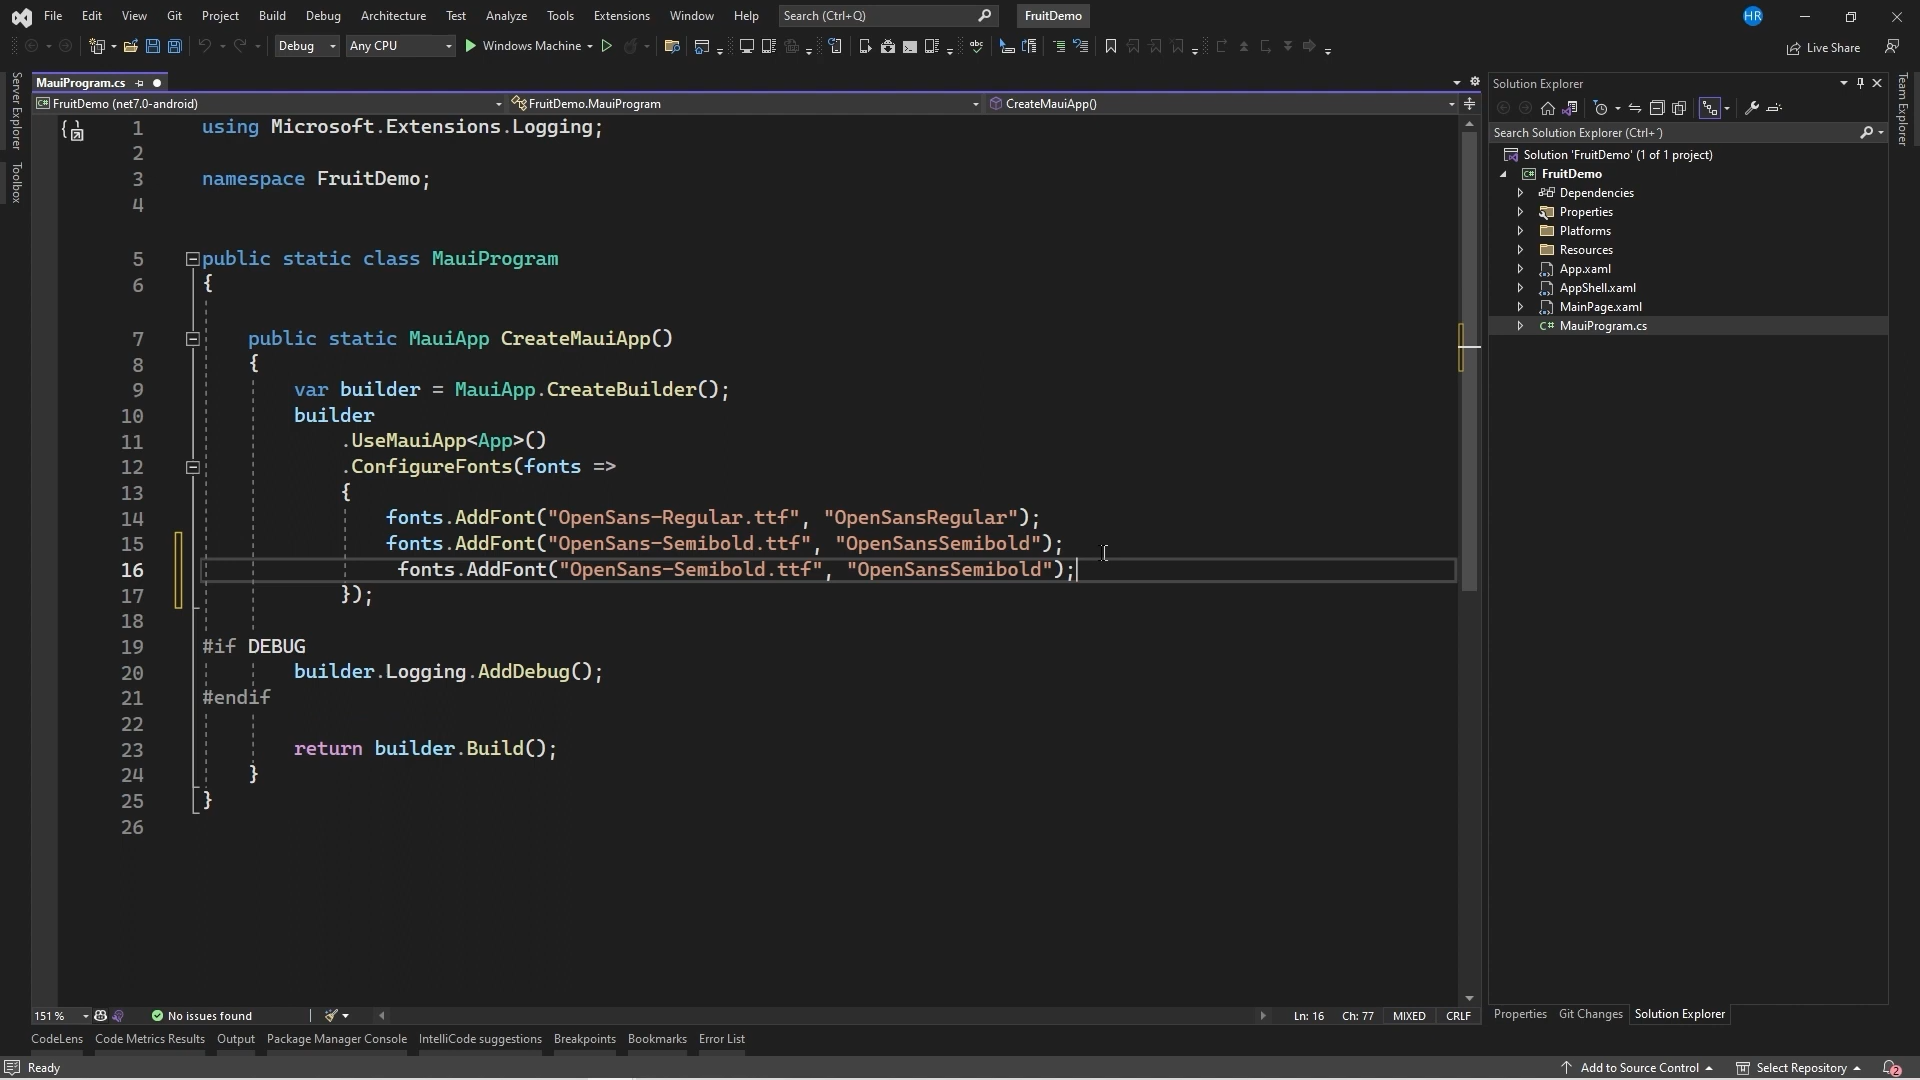 File Edit View Git Project Build Debug Architecture Test Analyze Tools Extensions Window Help Search (Ctrl+Q) FruitDemo HR
Debug Any CPU Windows Machine Live Share
Server Explorer
Toolbox
MauiProgram.cs
FruitDemo (net7.0-android) FruitDemo.MauiProgram CreateMauiApp()
1 using Microsoft.Extensions.Logging;
2
3 namespace FruitDemo;
4
5 public static class MauiProgram
6 {
7 public static MauiApp CreateMauiApp()
8 {
9 var builder = MauiApp.CreateBuilder();
10 builder
11 .UseMauiApp<App>()
12 .ConfigureFonts(fonts =>
13 {
14 fonts.AddFont("OpenSans-Regular.ttf", "OpenSansRegular");
15 fonts.AddFont("OpenSans-Semibold.ttf", "OpenSansSemibold");
16 fonts.AddFont("OpenSans-Semibold.ttf", "OpenSansSemibold");
17 });
18
19 #if DEBUG
20 builder.Logging.AddDebug();
21 #endif
22
23 return builder.Build();
24 }
25 }
26
151 % No issues found Ln: 16 Ch: 77 MIXED CRLF
CodeLens Code Metrics Results Output Package Manager Console IntelliCode suggestions Breakpoints Bookmarks Error List
Solution Explorer
Search Solution Explorer (Ctrl+´)
Solution 'FruitDemo' (1 of 1 project)
FruitDemo
Dependencies
Properties
Platforms
Resources
App.xaml
AppShell.xaml
MainPage.xaml
C# MauiProgram.cs
Properties Git Changes Solution Explorer
Team Explorer
Ready Add to Source Control Select Repository 2